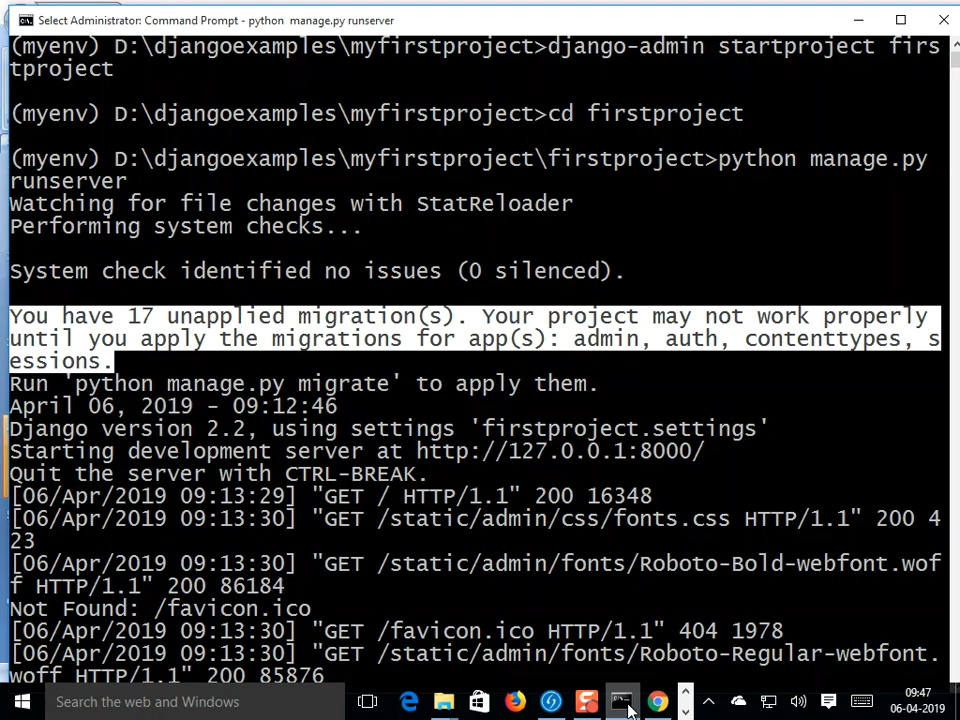 Select Administrator: Command Prompt - python  manage.py runserver
(myenv) D:\djangoexamples\myfirstproject>django-admin startproject firs
tproject
(myenv) D:\djangoexamples\myfirstproject>cd firstproject
(myenv) D:\djangoexamples\myfirstproject\firstproject>python manage.py
runserver
Watching for file changes with StatReloader
Performing system checks...
System check identified no issues (0 silenced).
You have 17 unapplied migration(s). Your project may not work properly
until you apply the migrations for app(s): admin, auth, contenttypes, s
essions.
Run 'python manage.py migrate' to apply them.
April 06, 2019 - 09:12:46
Django version 2.2, using settings 'firstproject.settings'
Starting development server at http://127.0.0.1:8000/
Quit the server with CTRL-BREAK.
[06/Apr/2019 09:13:29] "GET / HTTP/1.1" 200 16348
[06/Apr/2019 09:13:30] "GET /static/admin/css/fonts.css HTTP/1.1" 200 4
23
[06/Apr/2019 09:13:30] "GET /static/admin/fonts/Roboto-Bold-webfont.wof
f HTTP/1.1" 200 86184
Not Found: /favicon.ico
[06/Apr/2019 09:13:30] "GET /favicon.ico HTTP/1.1" 404 1978
[06/Apr/2019 09:13:30] "GET /static/admin/fonts/Roboto-Regular-webfont.
woff HTTP/1.1" 200 85876
Search the web and Windows
09:47
06-04-2019